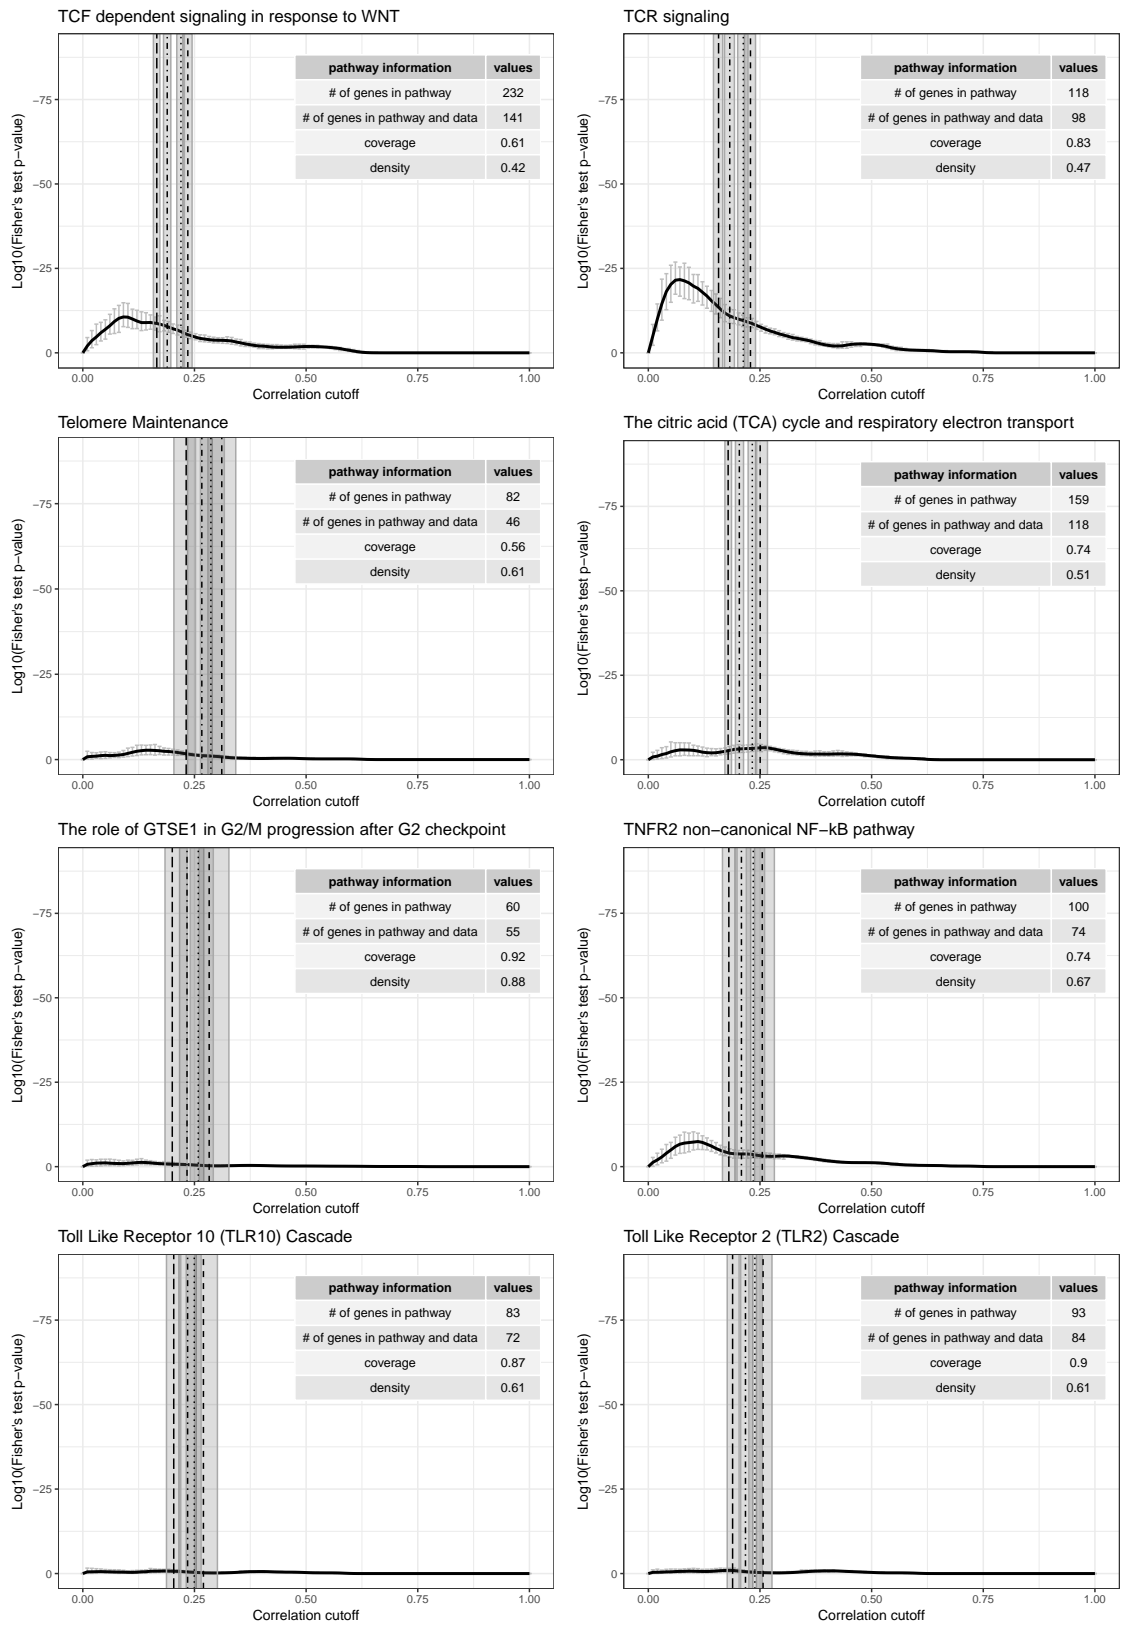 TCF dependent signaling in response to WNT
pathway information values
# of genes in pathway 232
# of genes in pathway and data 141
coverage 0.61
density 0.42
−75
−50
−25
0
Log10(Fisher's test p−value)
0.00 0.25 0.50 0.75 1.00
Correlation cutoff
TCR signaling
pathway information values
# of genes in pathway 118
# of genes in pathway and data 98
coverage 0.83
density 0.47
−75
−50
−25
0
Log10(Fisher's test p−value)
0.00 0.25 0.50 0.75 1.00
Correlation cutoff
Telomere Maintenance
pathway information values
# of genes in pathway 82
# of genes in pathway and data 46
coverage 0.56
density 0.61
−75
−50
−25
0
Log10(Fisher's test p−value)
0.00 0.25 0.50 0.75 1.00
Correlation cutoff
The citric acid (TCA) cycle and respiratory electron transport
pathway information values
# of genes in pathway 159
# of genes in pathway and data 118
coverage 0.74
density 0.51
−75
−50
−25
0
Log10(Fisher's test p−value)
0.00 0.25 0.50 0.75 1.00
Correlation cutoff
The role of GTSE1 in G2/M progression after G2 checkpoint
pathway information values
# of genes in pathway 60
# of genes in pathway and data 55
coverage 0.92
density 0.88
−75
−50
−25
0
Log10(Fisher's test p−value)
0.00 0.25 0.50 0.75 1.00
Correlation cutoff
TNFR2 non−canonical NF−kB pathway
pathway information values
# of genes in pathway 100
# of genes in pathway and data 74
coverage 0.74
density 0.67
−75
−50
−25
0
Log10(Fisher's test p−value)
0.00 0.25 0.50 0.75 1.00
Correlation cutoff
Toll Like Receptor 10 (TLR10) Cascade
pathway information values
# of genes in pathway 83
# of genes in pathway and data 72
coverage 0.87
density 0.61
−75
−50
−25
0
Log10(Fisher's test p−value)
0.00 0.25 0.50 0.75 1.00
Correlation cutoff
Toll Like Receptor 2 (TLR2) Cascade
pathway information values
# of genes in pathway 93
# of genes in pathway and data 84
coverage 0.9
density 0.61
−75
−50
−25
0
Log10(Fisher's test p−value)
0.00 0.25 0.50 0.75 1.00
Correlation cutoff